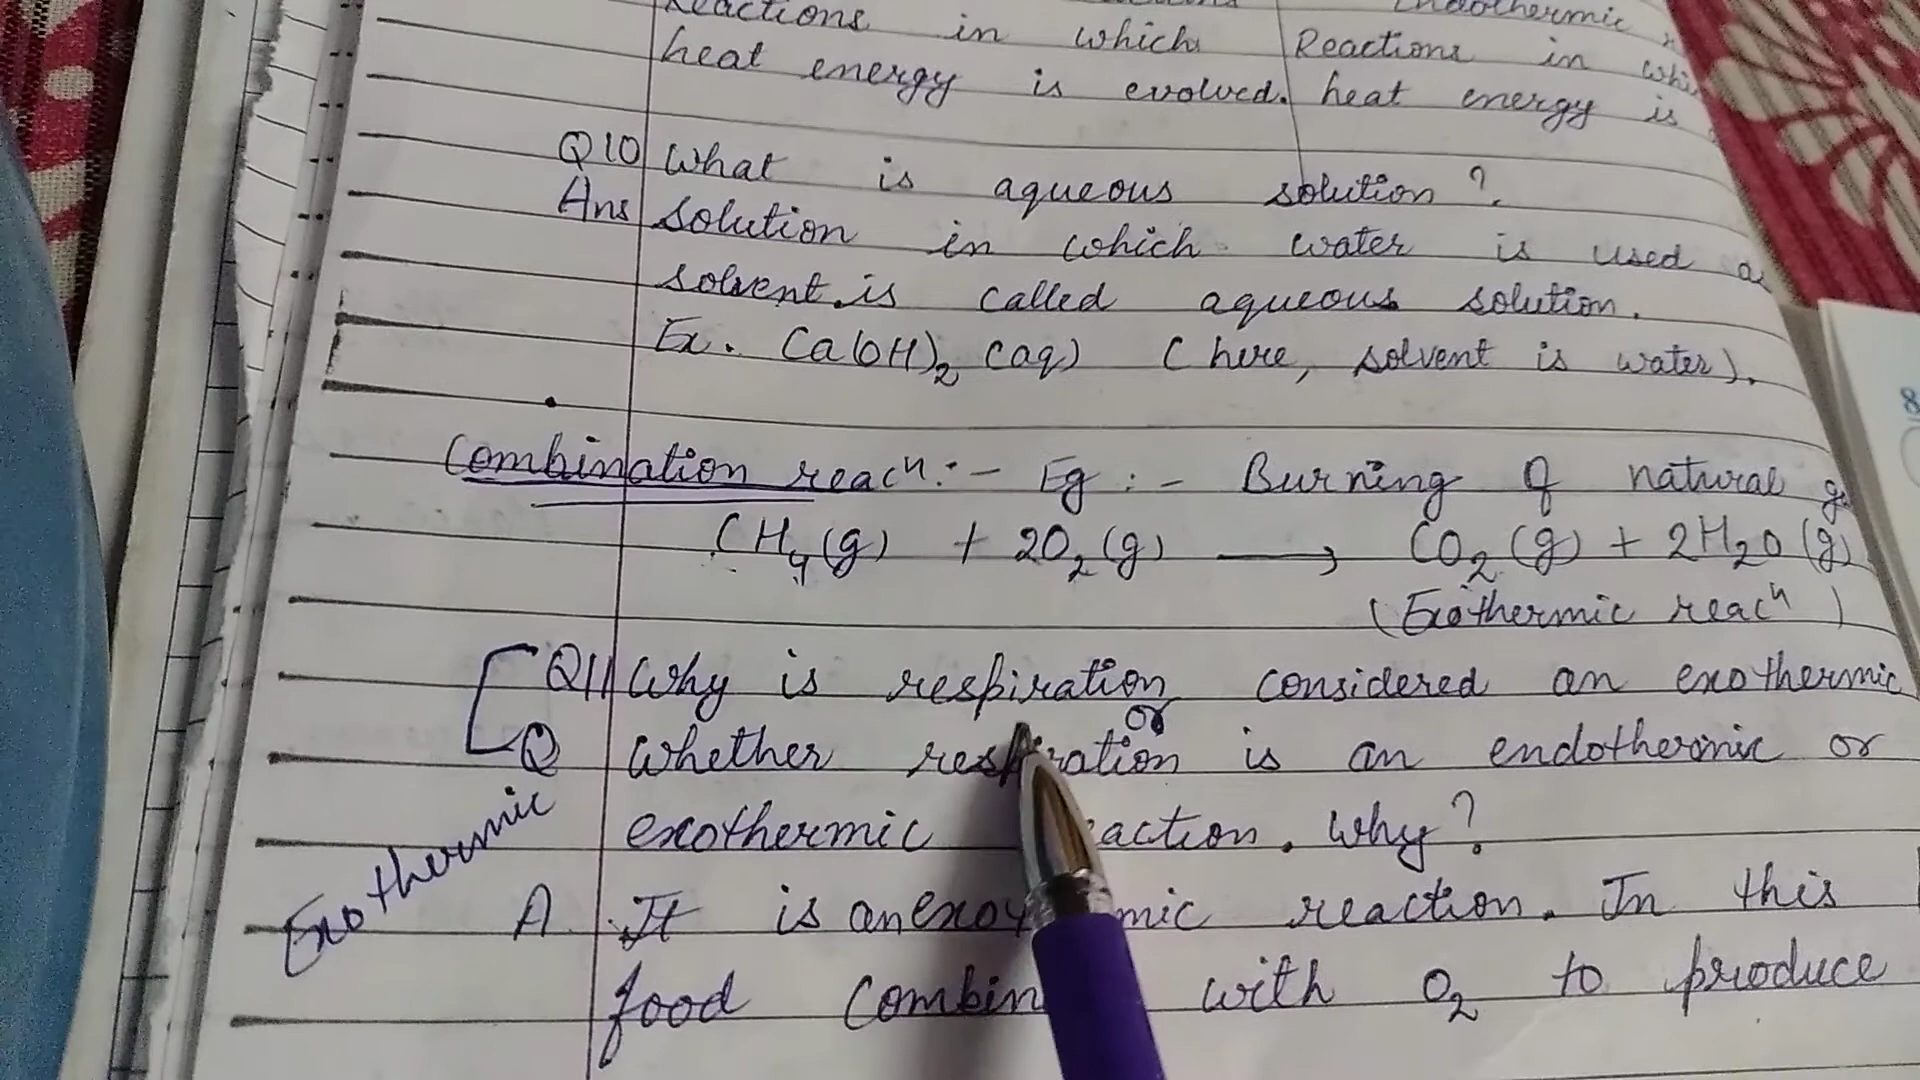 Reactions in which Reactions in whi
heat energy is evolved. heat energy is
Q10 What is aqueous solution?
Ans Solution in which water is used a
solvent is called aqueous solution.
Ex. Ca(OH)2 (aq) (here, solvent is water).
Combination reacn :- Eg :- Burning of natural g
CH4(g) + 2O2(g) → CO2(g) + 2H2O(g)
(Exothermic reacn)
Q11 Why is respiration considered an exothermic
or
Q Whether respiration is an endothermic or
exothermic action. Why?
Exothermic
A It is an exo mic reaction. In this
food combin with O2 to produce
8